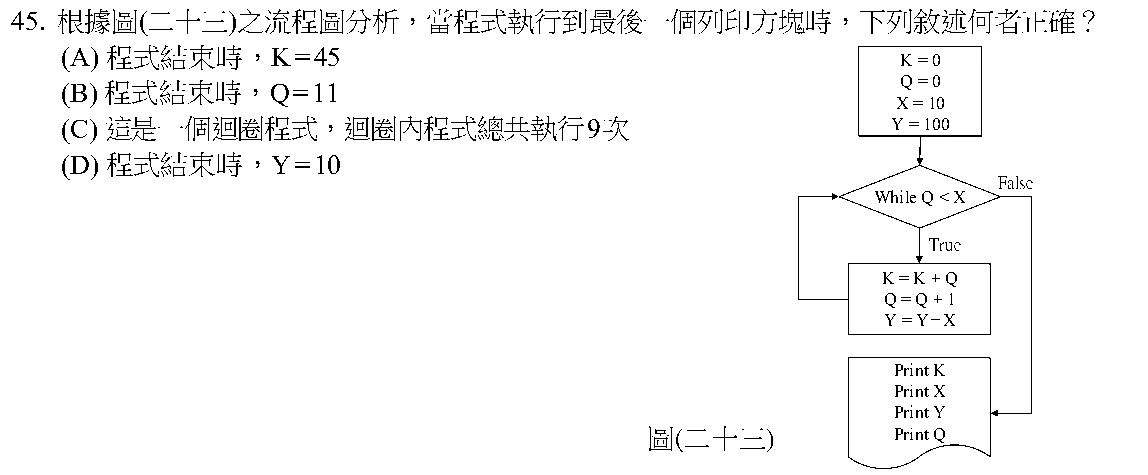 45. 根據圖(二十三)之流程圖分析，當程式執行到最後一個列印方塊時，下列敘述何者正確？
(A) 程式結束時，K=45
(B) 程式結束時，Q=11
(C) 這是一個迴圈程式，迴圈內程式總共執行9次
(D) 程式結束時，Y=10
K = 0
Q = 0
X = 10
Y = 100
While Q < X
False
True
K = K + Q
Q = Q + 1
Y = Y − X
Print K
Print X
Print Y
Print Q
圖(二十三)